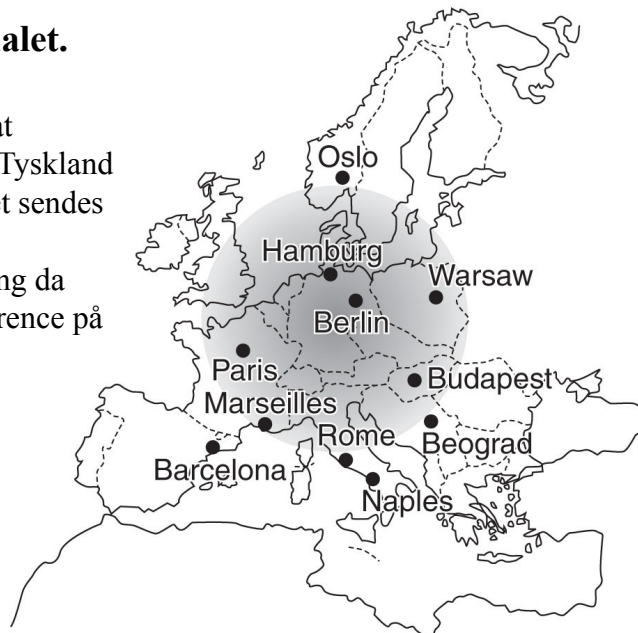 alet.
at
Tyskland
et sendes
ng da
rence på
Oslo
Hamburg
Warsaw
Berlin
Paris
Budapest
Marseilles
Rome
Beograd
Barcelona
Naples